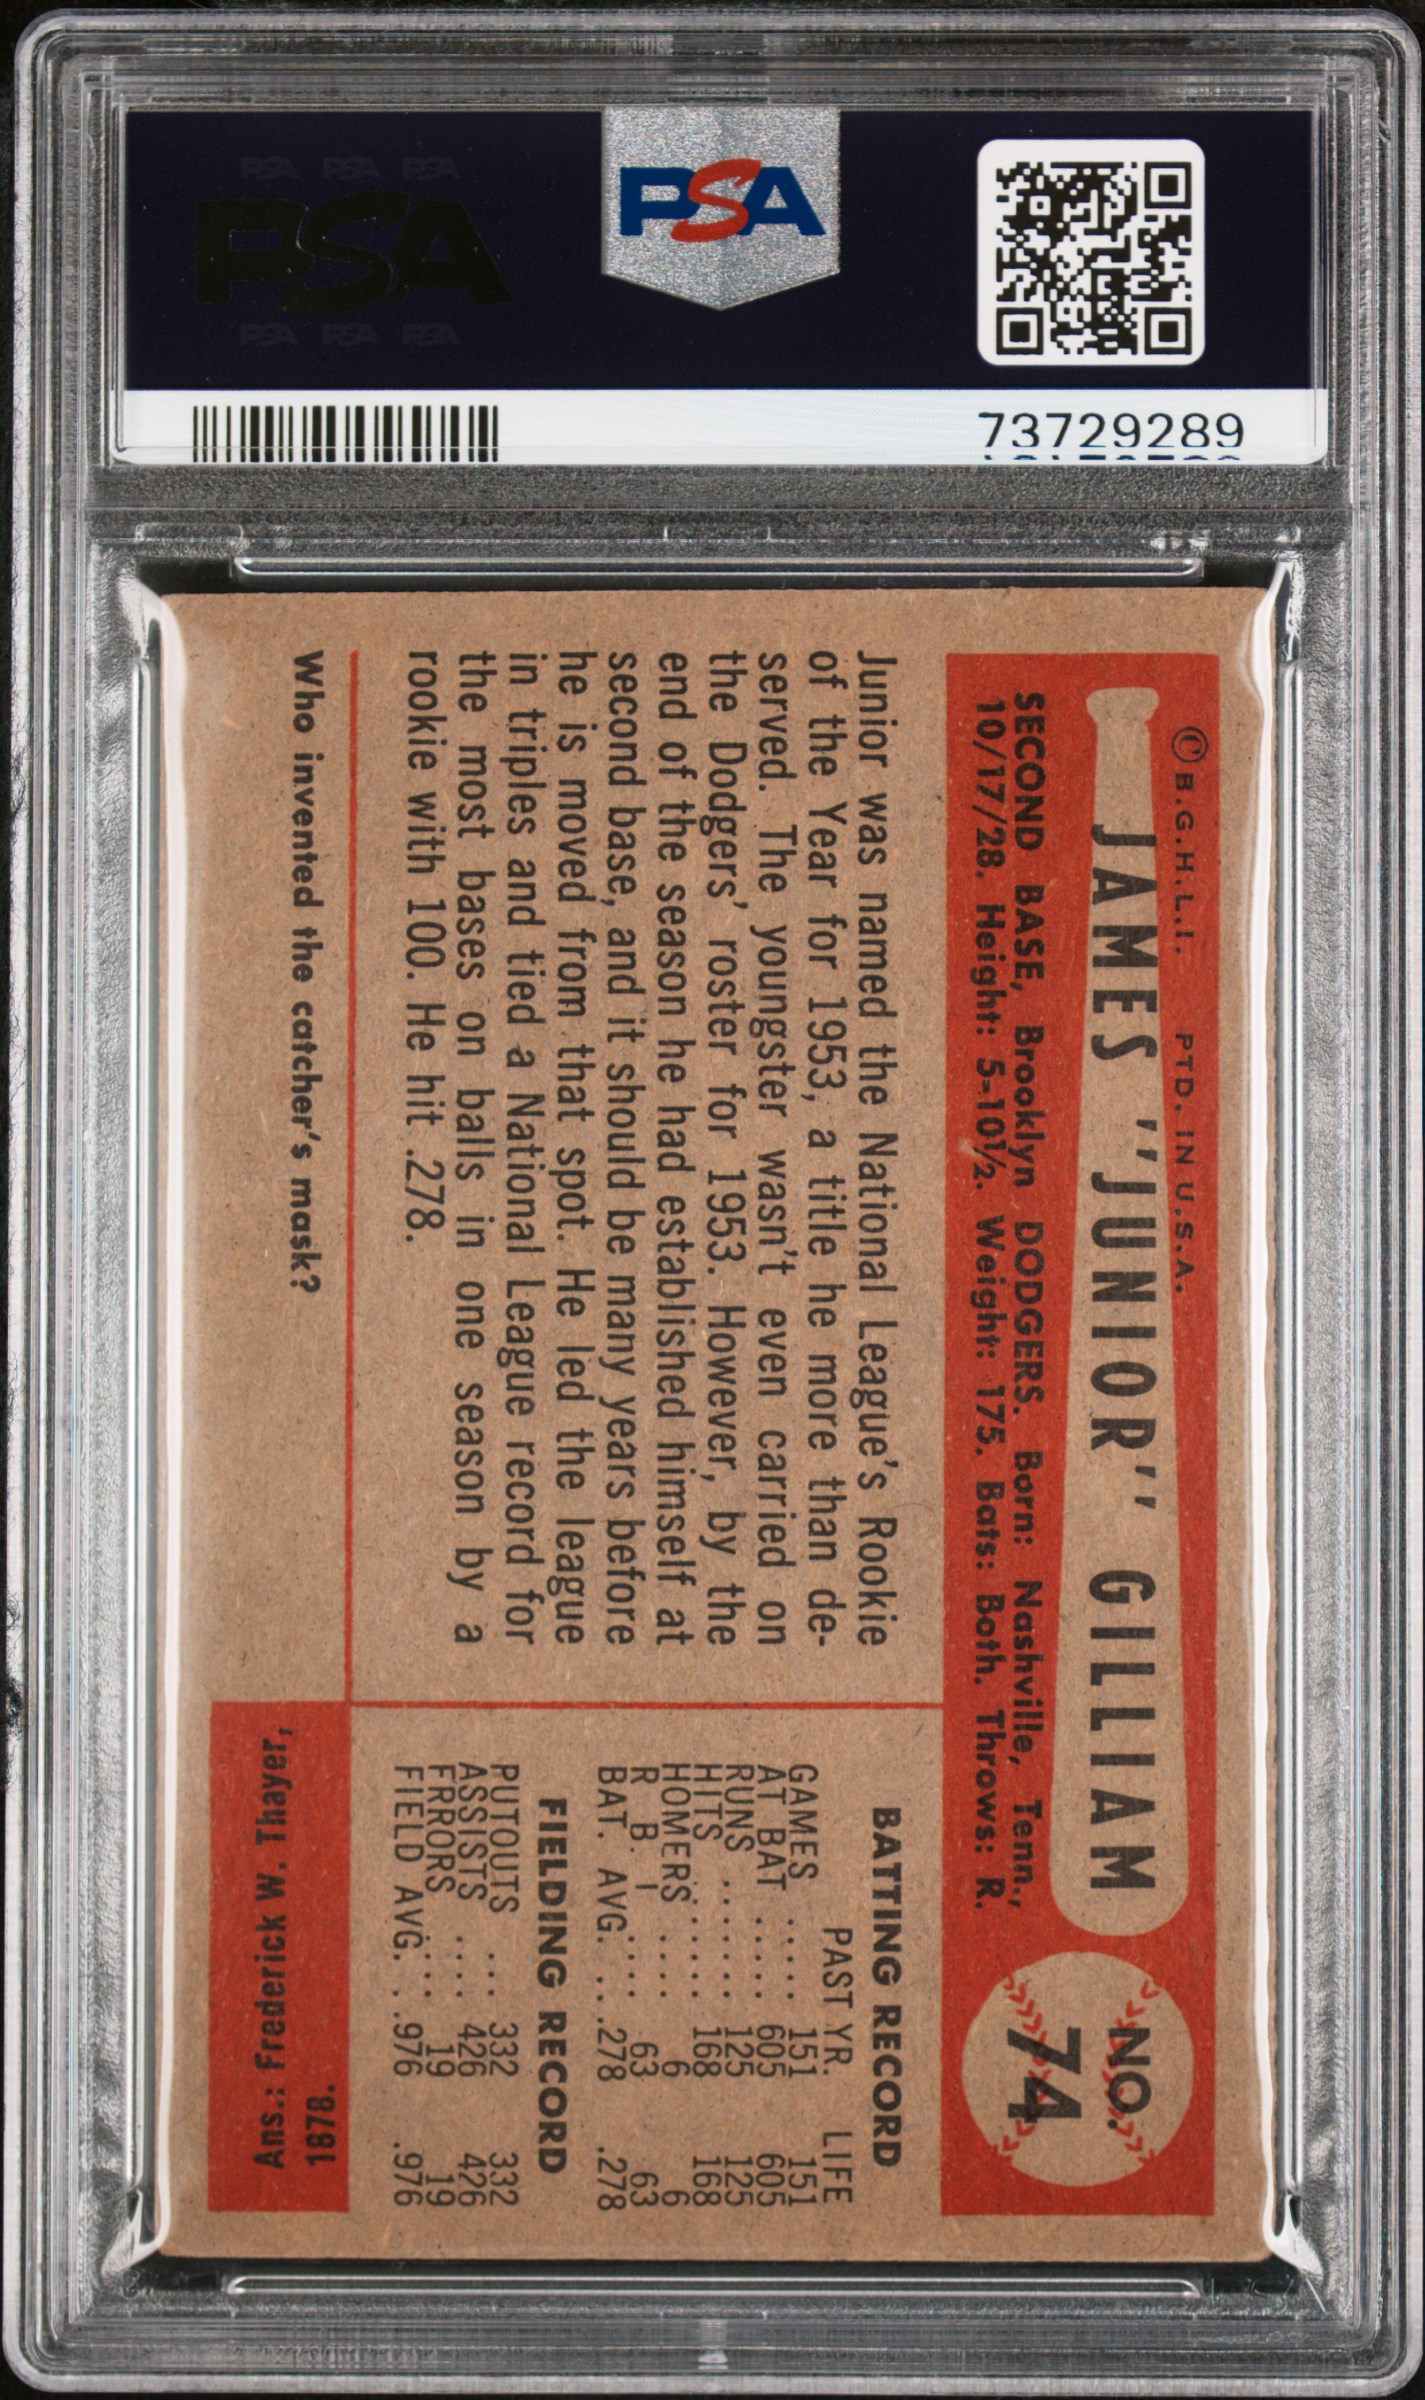 PSA PSA PSA
PSA
PSA PSA PSA
PSA
73729289
© B.G.H.L.I. PTD. IN U.S.A.
JAMES "JUNIOR" GILLIAM
NO.
74
SECOND BASE, Brooklyn DODGERS. Born: Nashville, Tenn.,
10/17/28. Height: 5-10½. Weight: 175. Bats: Both. Throws: R.
Junior was named the National League's Rookie
of the Year for 1953, a title he more than de-
served. The youngster wasn't even carried on
the Dodgers' roster for 1953. However, by the
end of the season he had established himself at
second base, and it should be many years before
he is moved from that spot. He led the league
in triples and tied a National League record for
the most bases on balls in one season by a
rookie with 100. He hit .278.
BATTING RECORD
PAST YR. LIFE
GAMES ..... 151 151
AT BAT ..... 605 605
RUNS ....... 125 125
HITS ....... 168 168
HOMERS ...... 6 6
R B I ..... 63 63
BAT. AVG. . . .278 .278
FIELDING RECORD
PUTOUTS ... 332 332
ASSISTS .... 426 426
ERRORS .... 19 19
FIELD AVG. . .976 .976
Who invented the catcher's mask?
Ans.: Frederick W. Thayer,
1878.